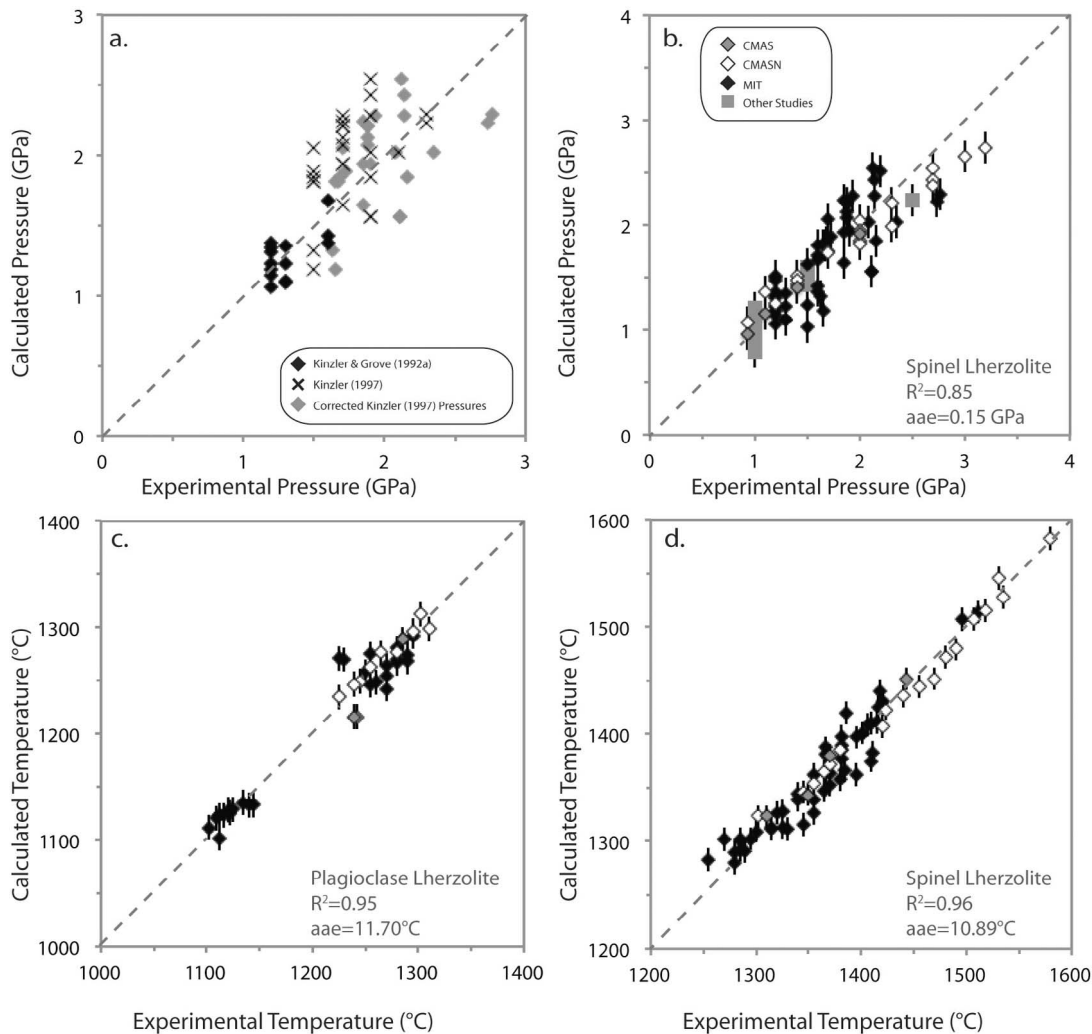 a.
3
2
1
0
Calculated Pressure (GPa)
Kinzler & Grove (1992a)
Kinzler (1997)
Corrected Kinzler (1997) Pressures
0
1
2
3
Experimental Pressure (GPa)
b.
4
3
2
1
0
Calculated Pressure (GPa)
CMAS
CMASN
MIT
Other Studies
Spinel Lherzolite
R²=0.85
aae=0.15 GPa
0
1
2
3
4
Experimental Pressure (GPa)
c.
1400
1300
1200
1100
1000
Calculated Temperature (°C)
Plagioclase Lherzolite
R²=0.95
aae=11.70°C
1000
1100
1200
1300
1400
Experimental Temperature (°C)
d.
1600
1500
1400
1300
1200
Calculated Temperature (°C)
Spinel Lherzolite
R²=0.96
aae=10.89°C
1200
1300
1400
1500
1600
Experimental Temperature (°C)